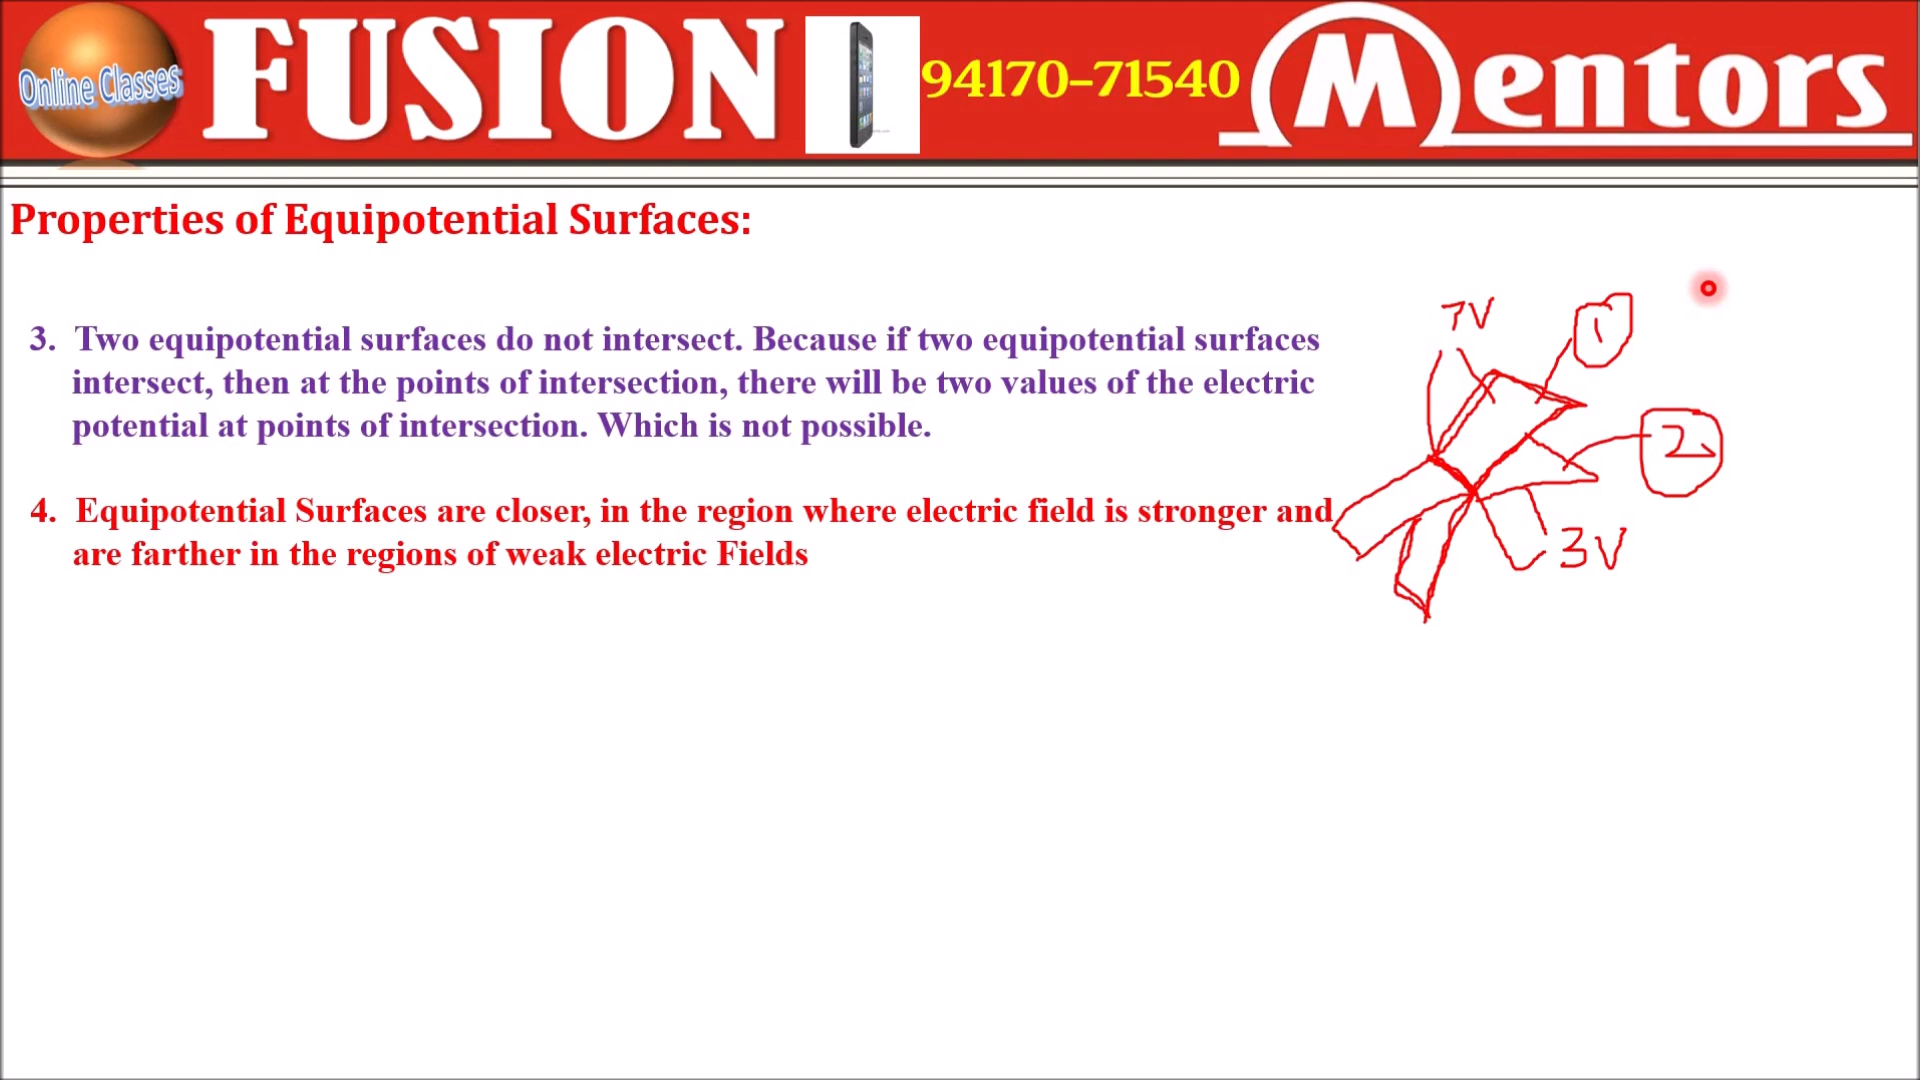 Online Classes FUSION 94170-71540 Mentors
Properties of Equipotential Surfaces:
3. Two equipotential surfaces do not intersect. Because if two equipotential surfaces
intersect, then at the points of intersection, there will be two values of the electric
potential at points of intersection. Which is not possible.
4. Equipotential Surfaces are closer, in the region where electric field is stronger and
are farther in the regions of weak electric Fields
7V
1
2
3V